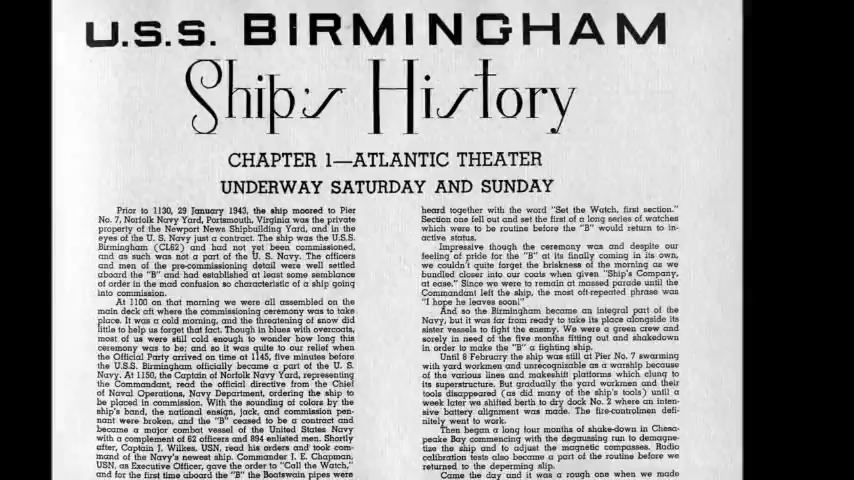 U.S.S. BIRMINGHAM
Ship's History
CHAPTER 1—ATLANTIC THEATER
UNDERWAY SATURDAY AND SUNDAY
Prior to 1130, 29 January 1943, the ship moored to Pier
No. 7, Norfolk Navy Yard, Portsmouth, Virginia was the private
property of the Newport News Shipbuilding Yard, and in the
eyes of the U. S. Navy just a contract. The ship was the U.S.S.
Birmingham (CL62) and had not yet been commissioned,
and as such was not a part of the U. S. Navy. The officers
and men of the pre-commissioning detail were well settled
aboard the "B" and had established at least some semblance
of order in the mad confusion so characteristic of a ship going
into commission.
At 1100 on that morning we were all assembled on the
main deck aft where the commissioning ceremony was to take
place. It was a cold morning, and the threatening of snow did
little to help us forget that fact. Though in blues with overcoats,
most of us were still cold enough to wonder how long this
ceremony was to be; and so it was quite to our relief when
the Official Party arrived on time at 1145, five minutes before
the U.S.S. Birmingham officially became a part of the U. S.
Navy. At 1150, the Captain of Norfolk Navy Yard, representing
the Commandant, read the official directive from the Chief
of Naval Operations, Navy Department, ordering the ship to
be placed in commission. With the sounding of colors by the
ship's band, the national ensign, jack, and commission pen-
nant were broken, and the "B" ceased to be a contract and
became a major combat vessel of the United States Navy
with a complement of 62 officers and 894 enlisted men. Shortly
after, Captain J. Wilkes, USN, read his orders and took com-
mand of the Navy's newest ship. Commander J. E. Chapman,
USN, as Executive Officer, gave the order to "Call the Watch,"
and for the first time aboard the "B" the Boatswain pipes were
heard together with the word "Set the Watch, first section."
Section one fell out and set the first of a long series of watches
which were to be routine before the "B" would return to in-
active status.
Impressive though the ceremony was and despite our
feeling of pride for the "B" at its finally coming in its own,
we couldn't quite forget the briskness of the morning as we
bundled closer into our coats when given "Ship's Company,
at ease." Since we were to remain at massed parade until the
Commandant left the ship, the most oft-repeated phrase was
"I hope he leaves soon!"
And so the Birmingham became an integral part of the
Navy, but it was far from ready to take its place alongside its
sister vessels to fight the enemy. We were a green crew and
sorely in need of the five months fitting out and shakedown
in order to make the "B" a fighting ship.
Until 8 February the ship was still at Pier No. 7 swarming
with yard workmen and unrecognizable as a warship because
of the various lines and makeshift platforms which clung to
its superstructure. But gradually the yard workmen and their
tools disappeared (as did many of the ship's tools) until a
week later we shifted berth to dry dock No. 2 where an inten-
sive battery alignment was made. The fire-controlmen defi-
nitely went to work.
Then began a long four months of shake-down in Chesa-
peake Bay commencing with the degaussing run to demagne-
tize the ship and to adjust the magnetic compasses. Radio
calibration tests also became a part of the routine before we
returned to the deperming slip.
Came the day and it was a rough one when we made